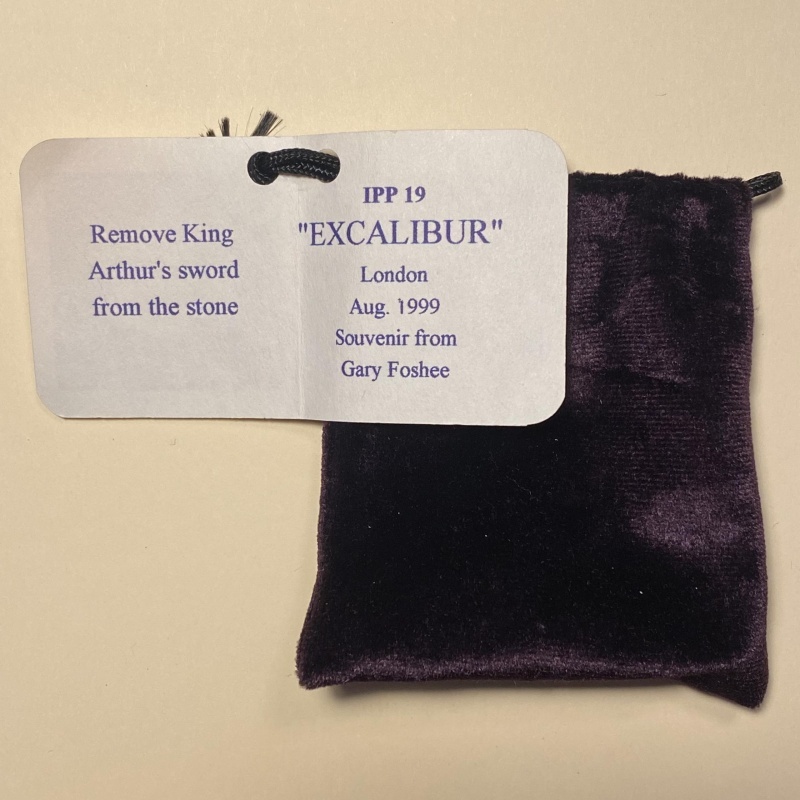 Remove King
Arthur's sword
from the stone
IPP 19
"EXCALIBUR"
London
Aug. 1999
Souvenir from
Gary Foshee